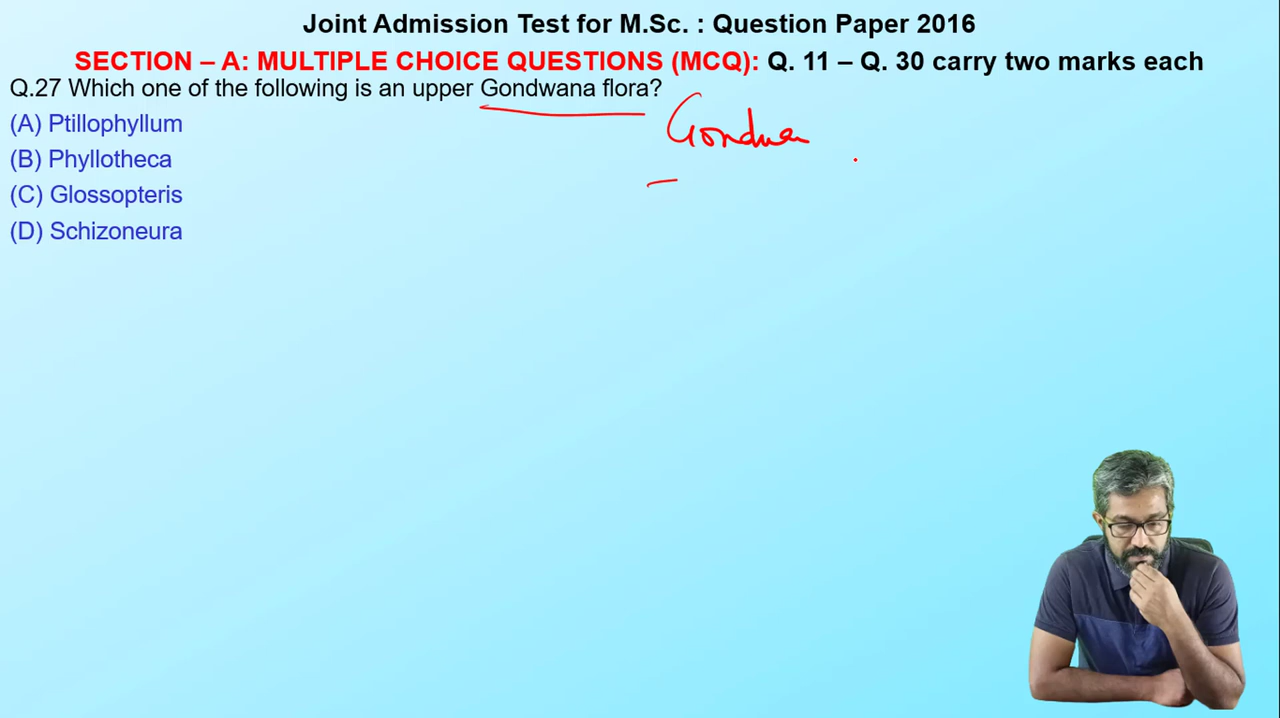 Joint Admission Test for M.Sc. : Question Paper 2016
SECTION – A: MULTIPLE CHOICE QUESTIONS (MCQ): Q. 11 – Q. 30 carry two marks each
Q.27 Which one of the following is an upper Gondwana flora?
(A) Ptillophyllum
(B) Phyllotheca
(C) Glossopteris
(D) Schizoneura